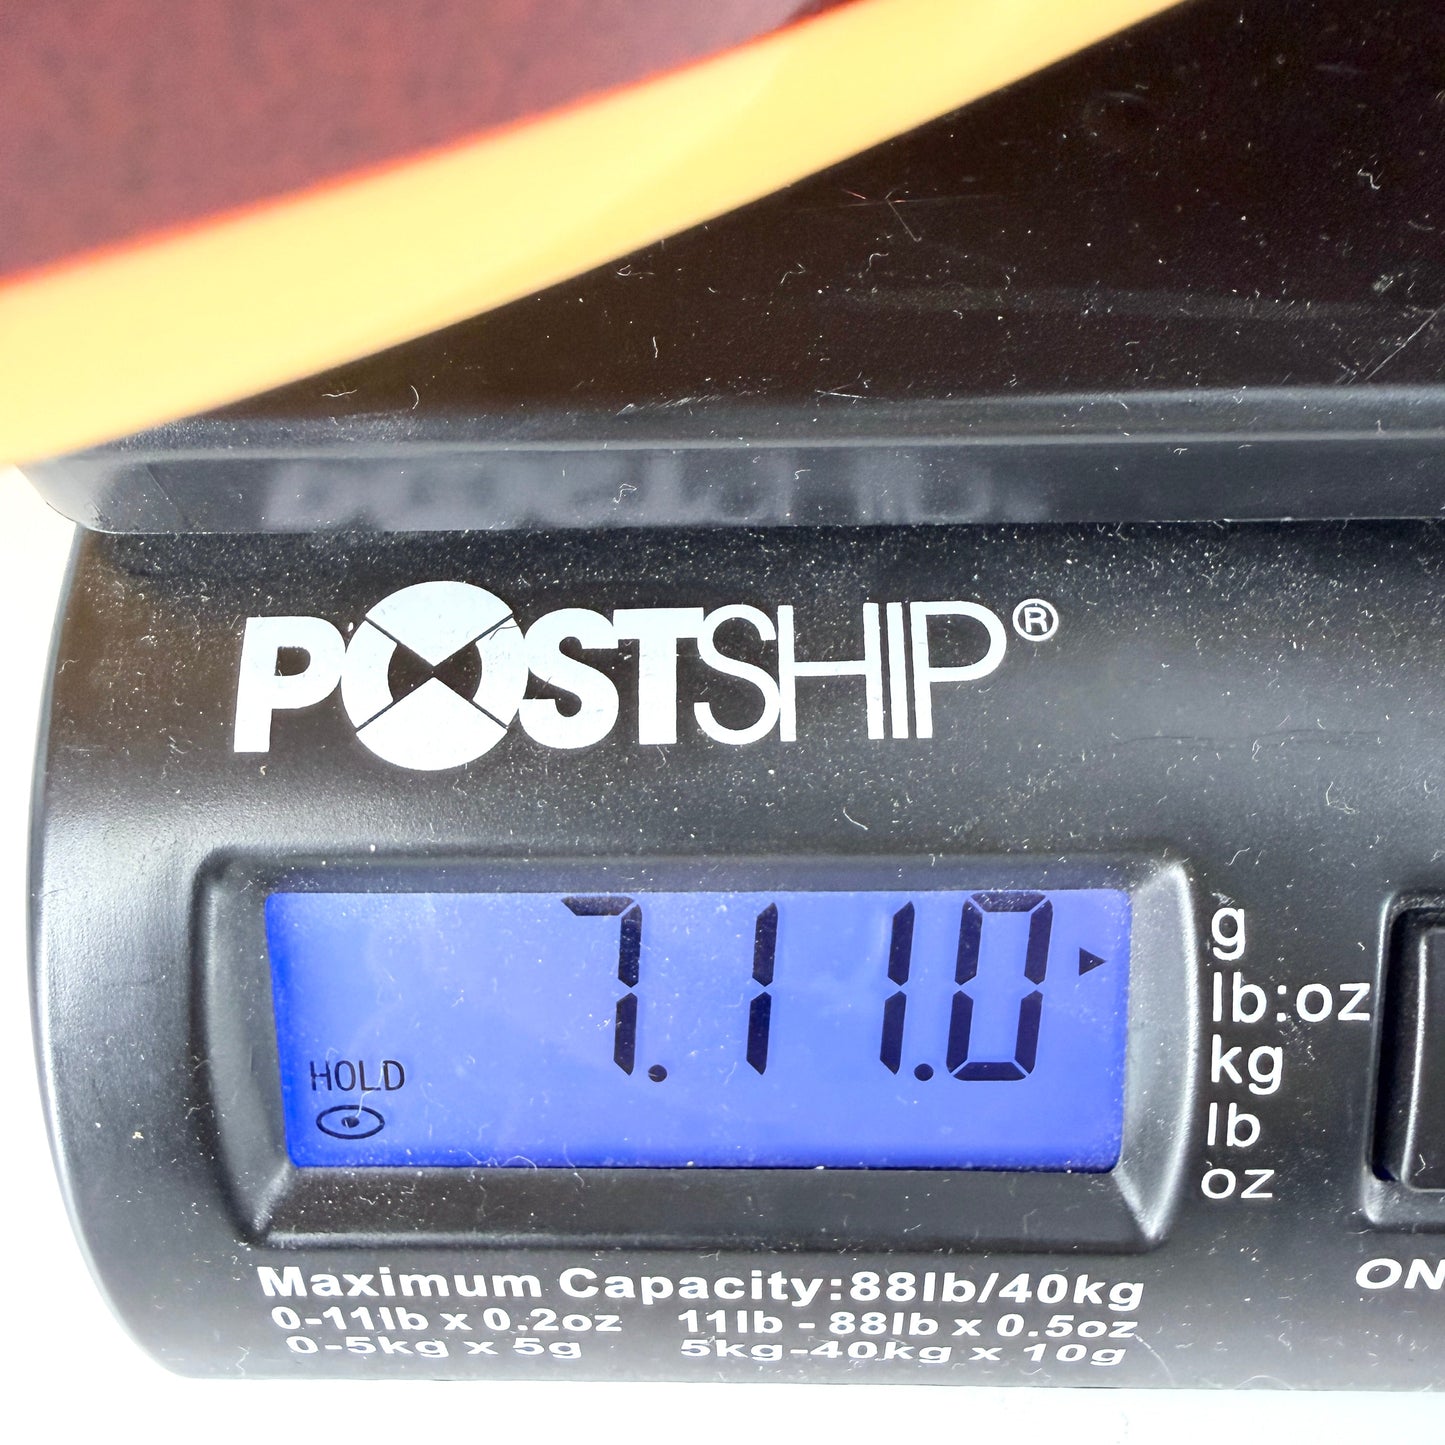 POSTSHIP®
7.11.0
HOLD
g
lb:oz
kg
lb
oz
ON
Maximum Capacity:88lb/40kg
0-11lb x 0.2oz 11lb - 88lb x 0.5oz
0-5kg x 5g 5kg-40kg x 10g